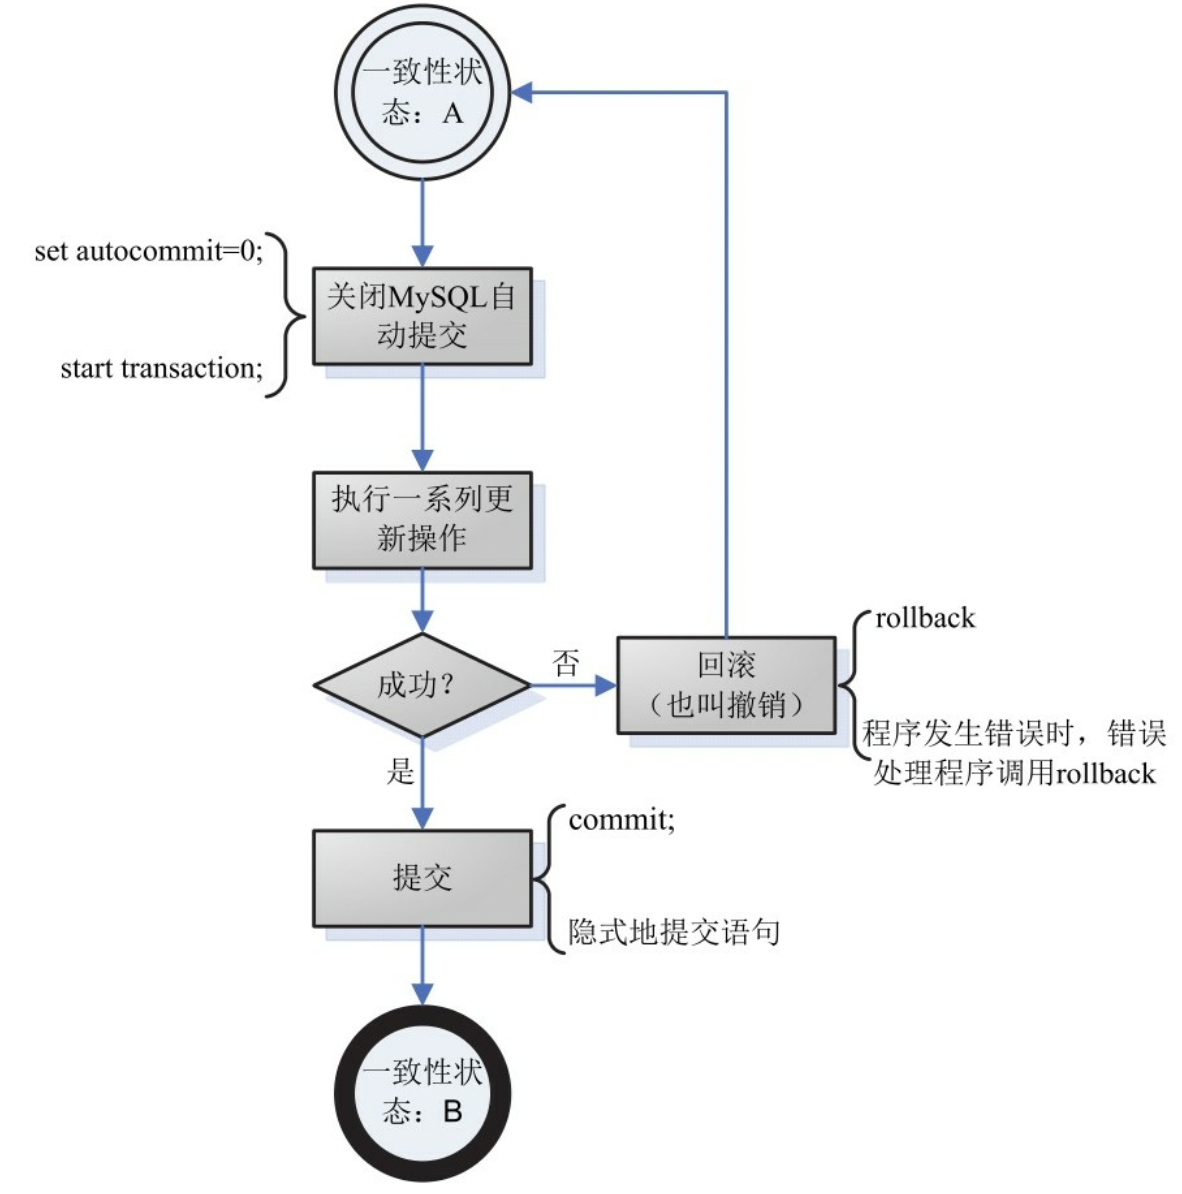 一致性状
态：A
set autocommit=0;
关闭MySQL自
动提交
start transaction;
执行一系列更
新操作
成功？
否
回滚
（也叫撤销）
rollback
程序发生错误时，错误
处理程序调用rollback
是
提交
commit;
隐式地提交语句
一致性状
态：B